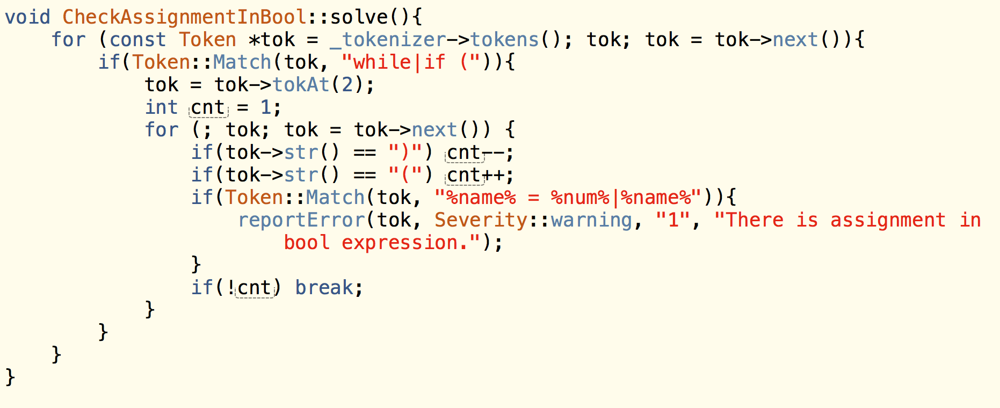 void CheckAssignmentInBool::solve(){
    for (const Token *tok = _tokenizer->tokens(); tok; tok = tok->next()){
        if(Token::Match(tok, "while|if (")){
            tok = tok->tokAt(2);
            int cnt = 1;
            for (; tok; tok = tok->next()) {
                if(tok->str() == ")") cnt--;
                if(tok->str() == "(") cnt++;
                if(Token::Match(tok, "%name% = %num%|%name%")){
                    reportError(tok, Severity::warning, "1", "There is assignment in
                        bool expression.");
                }
                if(!cnt) break;
            }
        }
    }
}